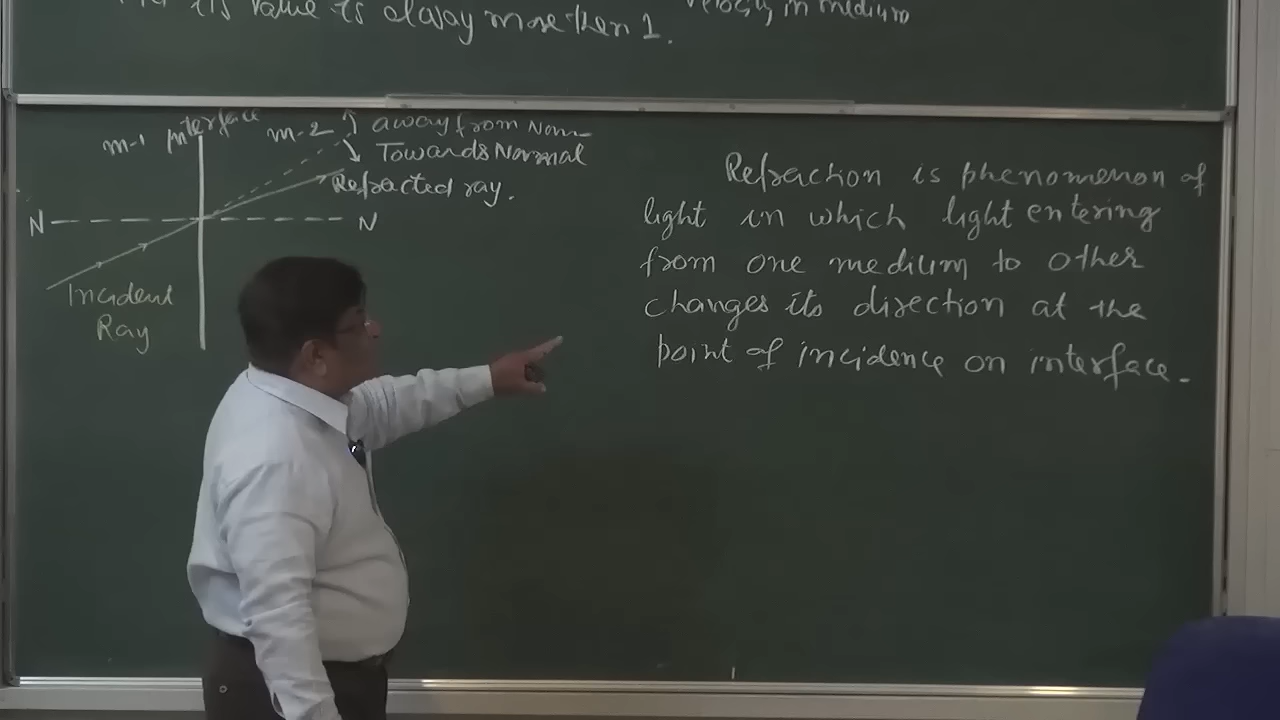 its value is alway more then 1.
velocity in medium
m-1 interface m-2 away from Nom
Towards Normal
Refracted ray.
N N
Incident
Ray
Refraction is phenomenon of
light in which light entering
from one medium to other
changes its direction at the
point of incidence on interface.